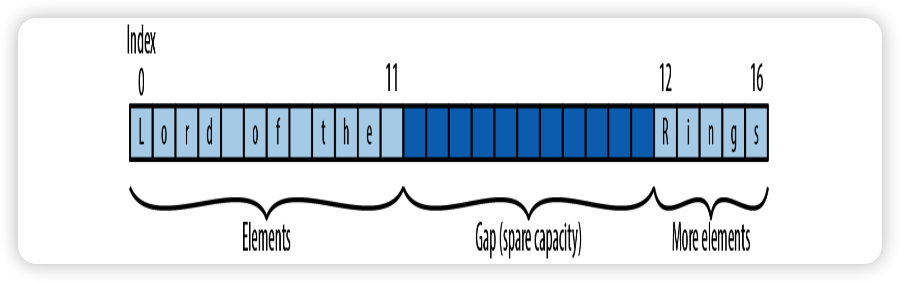 Index
0 11 12 16
L o r d o f t h e R i n g s
Elements Gap (spare capacity) More elements